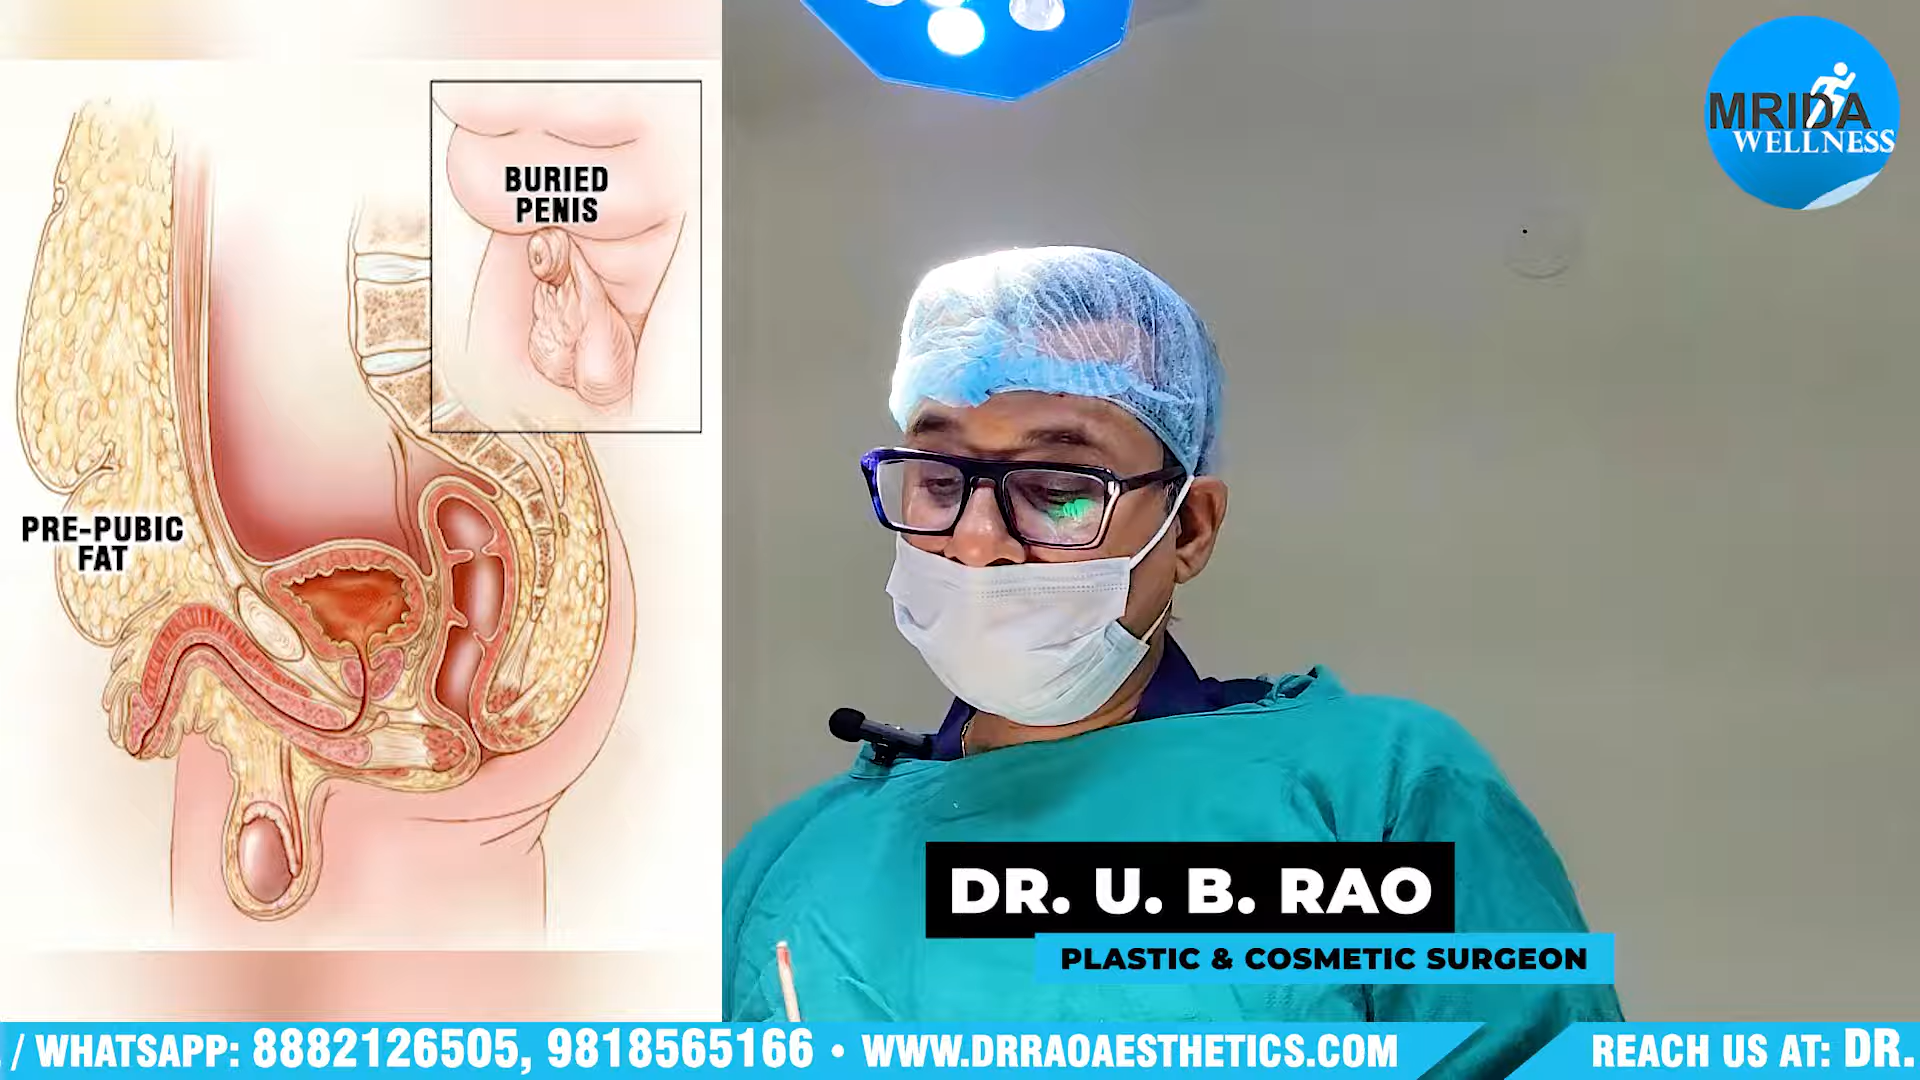 BURIED
PENIS
PRE-PUBIC
FAT
MRIDA
WELLNESS
DR. U. B. RAO
PLASTIC & COSMETIC SURGEON
/ WHATSAPP: 8882126505, 9818565166 • WWW.DRRAOAESTHETICS.COM
REACH US AT: DR.